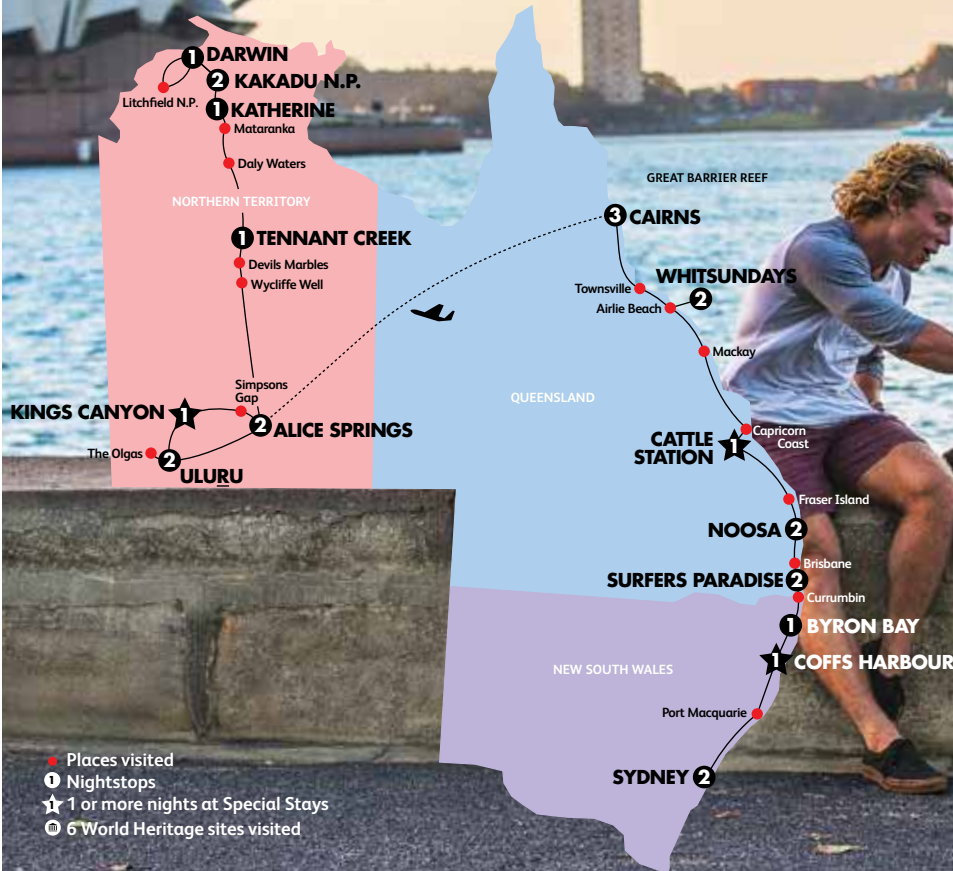 1 DARWIN
2 KAKADU N.P.
Litchfield N.P.
1 KATHERINE
Mataranka
Daly Waters
NORTHERN TERRITORY
1 TENNANT CREEK
Devils Marbles
Wycliffe Well
Simpsons
Gap
KINGS CANYON 1
2 ALICE SPRINGS
The Olgas
2
ULURU
GREAT BARRIER REEF
3 CAIRNS
WHITSUNDAYS
2
Townsville
Airlie Beach
Mackay
QUEENSLAND
Capricorn
Coast
CATTLE
STATION 1
Fraser Island
NOOSA 2
Brisbane
SURFERS PARADISE 2
Currumbin
1 BYRON BAY
1 COFFS HARBOUR
NEW SOUTH WALES
Port Macquarie
SYDNEY 2
Places visited
1 Nightstops
1 1 or more nights at Special Stays
6 World Heritage sites visited